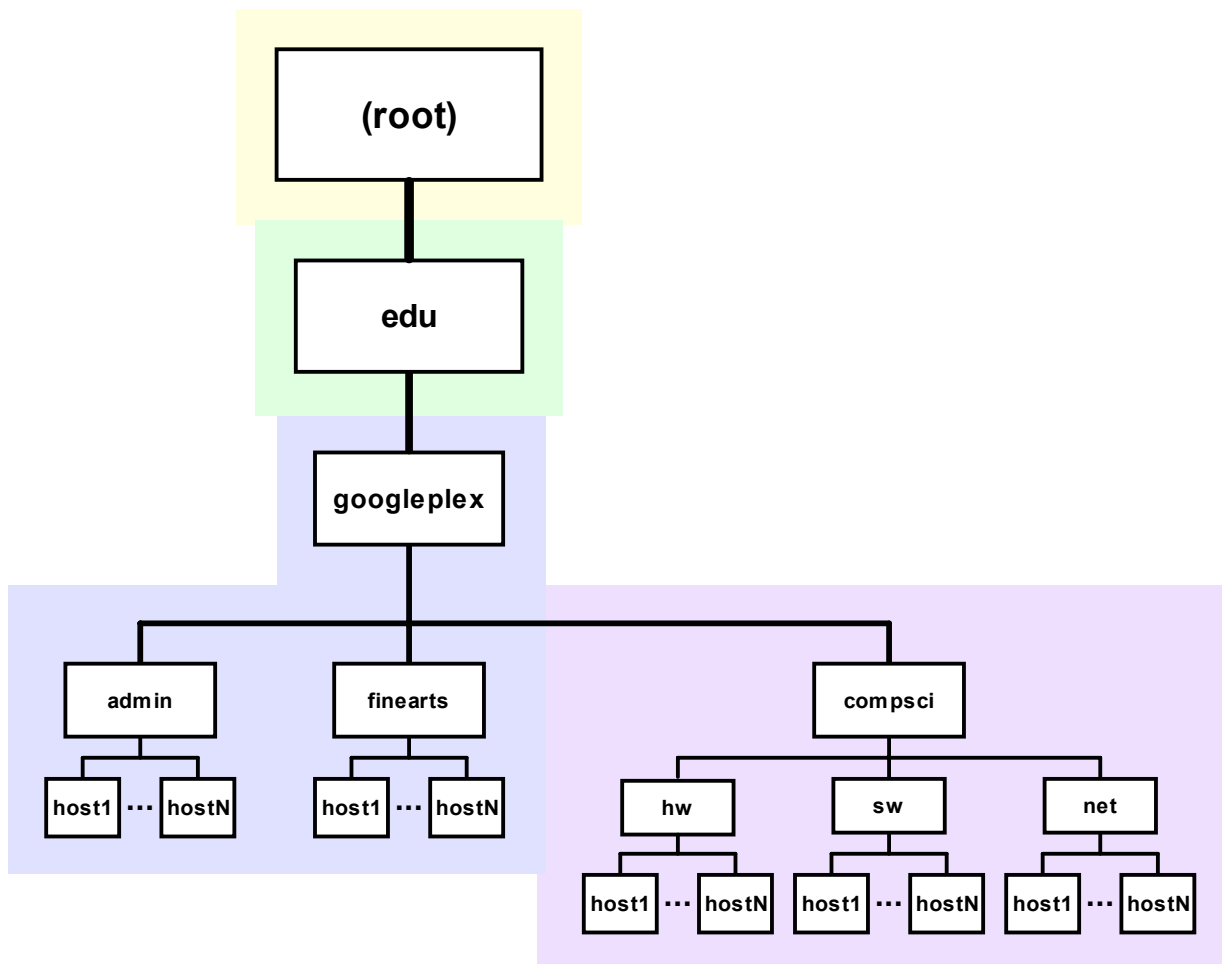 (root)
edu
googleplex
admin
finearts
compsci
host1 ... hostN
host1 ... hostN
hw
sw
net
host1 ... hostN
host1 ... hostN
host1 ... hostN